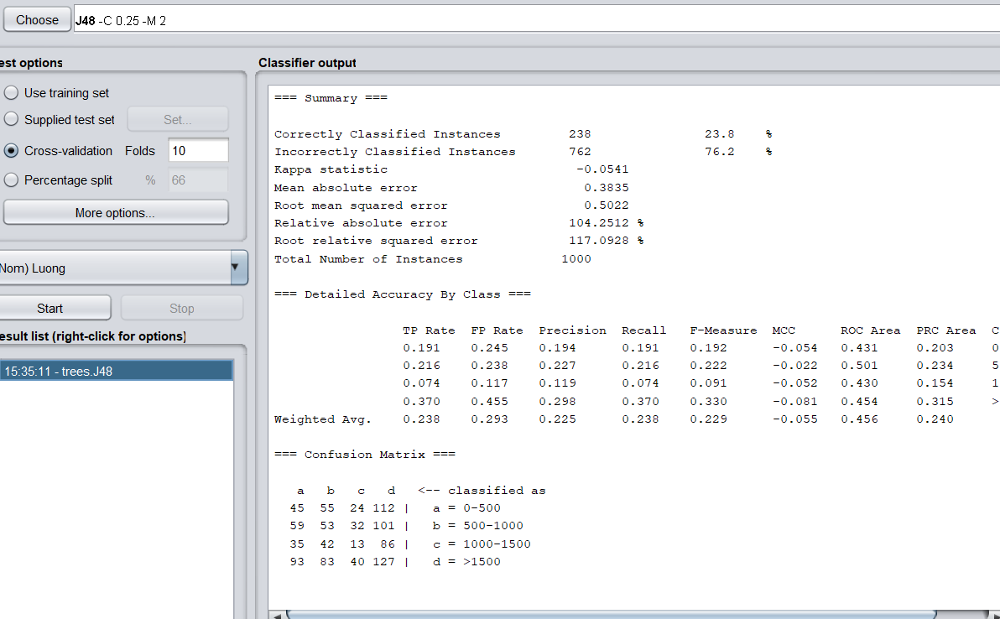 Choose J48 -C 0.25 -M 2
est options
Use training set
Supplied test set Set...
Cross-validation Folds 10
Percentage split % 66
More options...
Nom) Luong
Start Stop
esult list (right-click for options)
15:35:11 - trees.J48
Classifier output
=== Summary ===
Correctly Classified Instances 238 23.8 %
Incorrectly Classified Instances 762 76.2 %
Kappa statistic -0.0541
Mean absolute error 0.3835
Root mean squared error 0.5022
Relative absolute error 104.2512 %
Root relative squared error 117.0928 %
Total Number of Instances 1000
=== Detailed Accuracy By Class ===
TP Rate FP Rate Precision Recall F-Measure MCC ROC Area PRC Area C
0.191 0.245 0.194 0.191 0.192 -0.054 0.431 0.203 0
0.216 0.238 0.227 0.216 0.222 -0.022 0.501 0.234 5
0.074 0.117 0.119 0.074 0.091 -0.052 0.430 0.154 1
0.370 0.455 0.298 0.370 0.330 -0.081 0.454 0.315 >
Weighted Avg. 0.238 0.293 0.225 0.238 0.229 -0.055 0.456 0.240
=== Confusion Matrix ===
a b c d <-- classified as
45 55 24 112 | a = 0-500
59 53 32 101 | b = 500-1000
35 42 13 86 | c = 1000-1500
93 83 40 127 | d = >1500